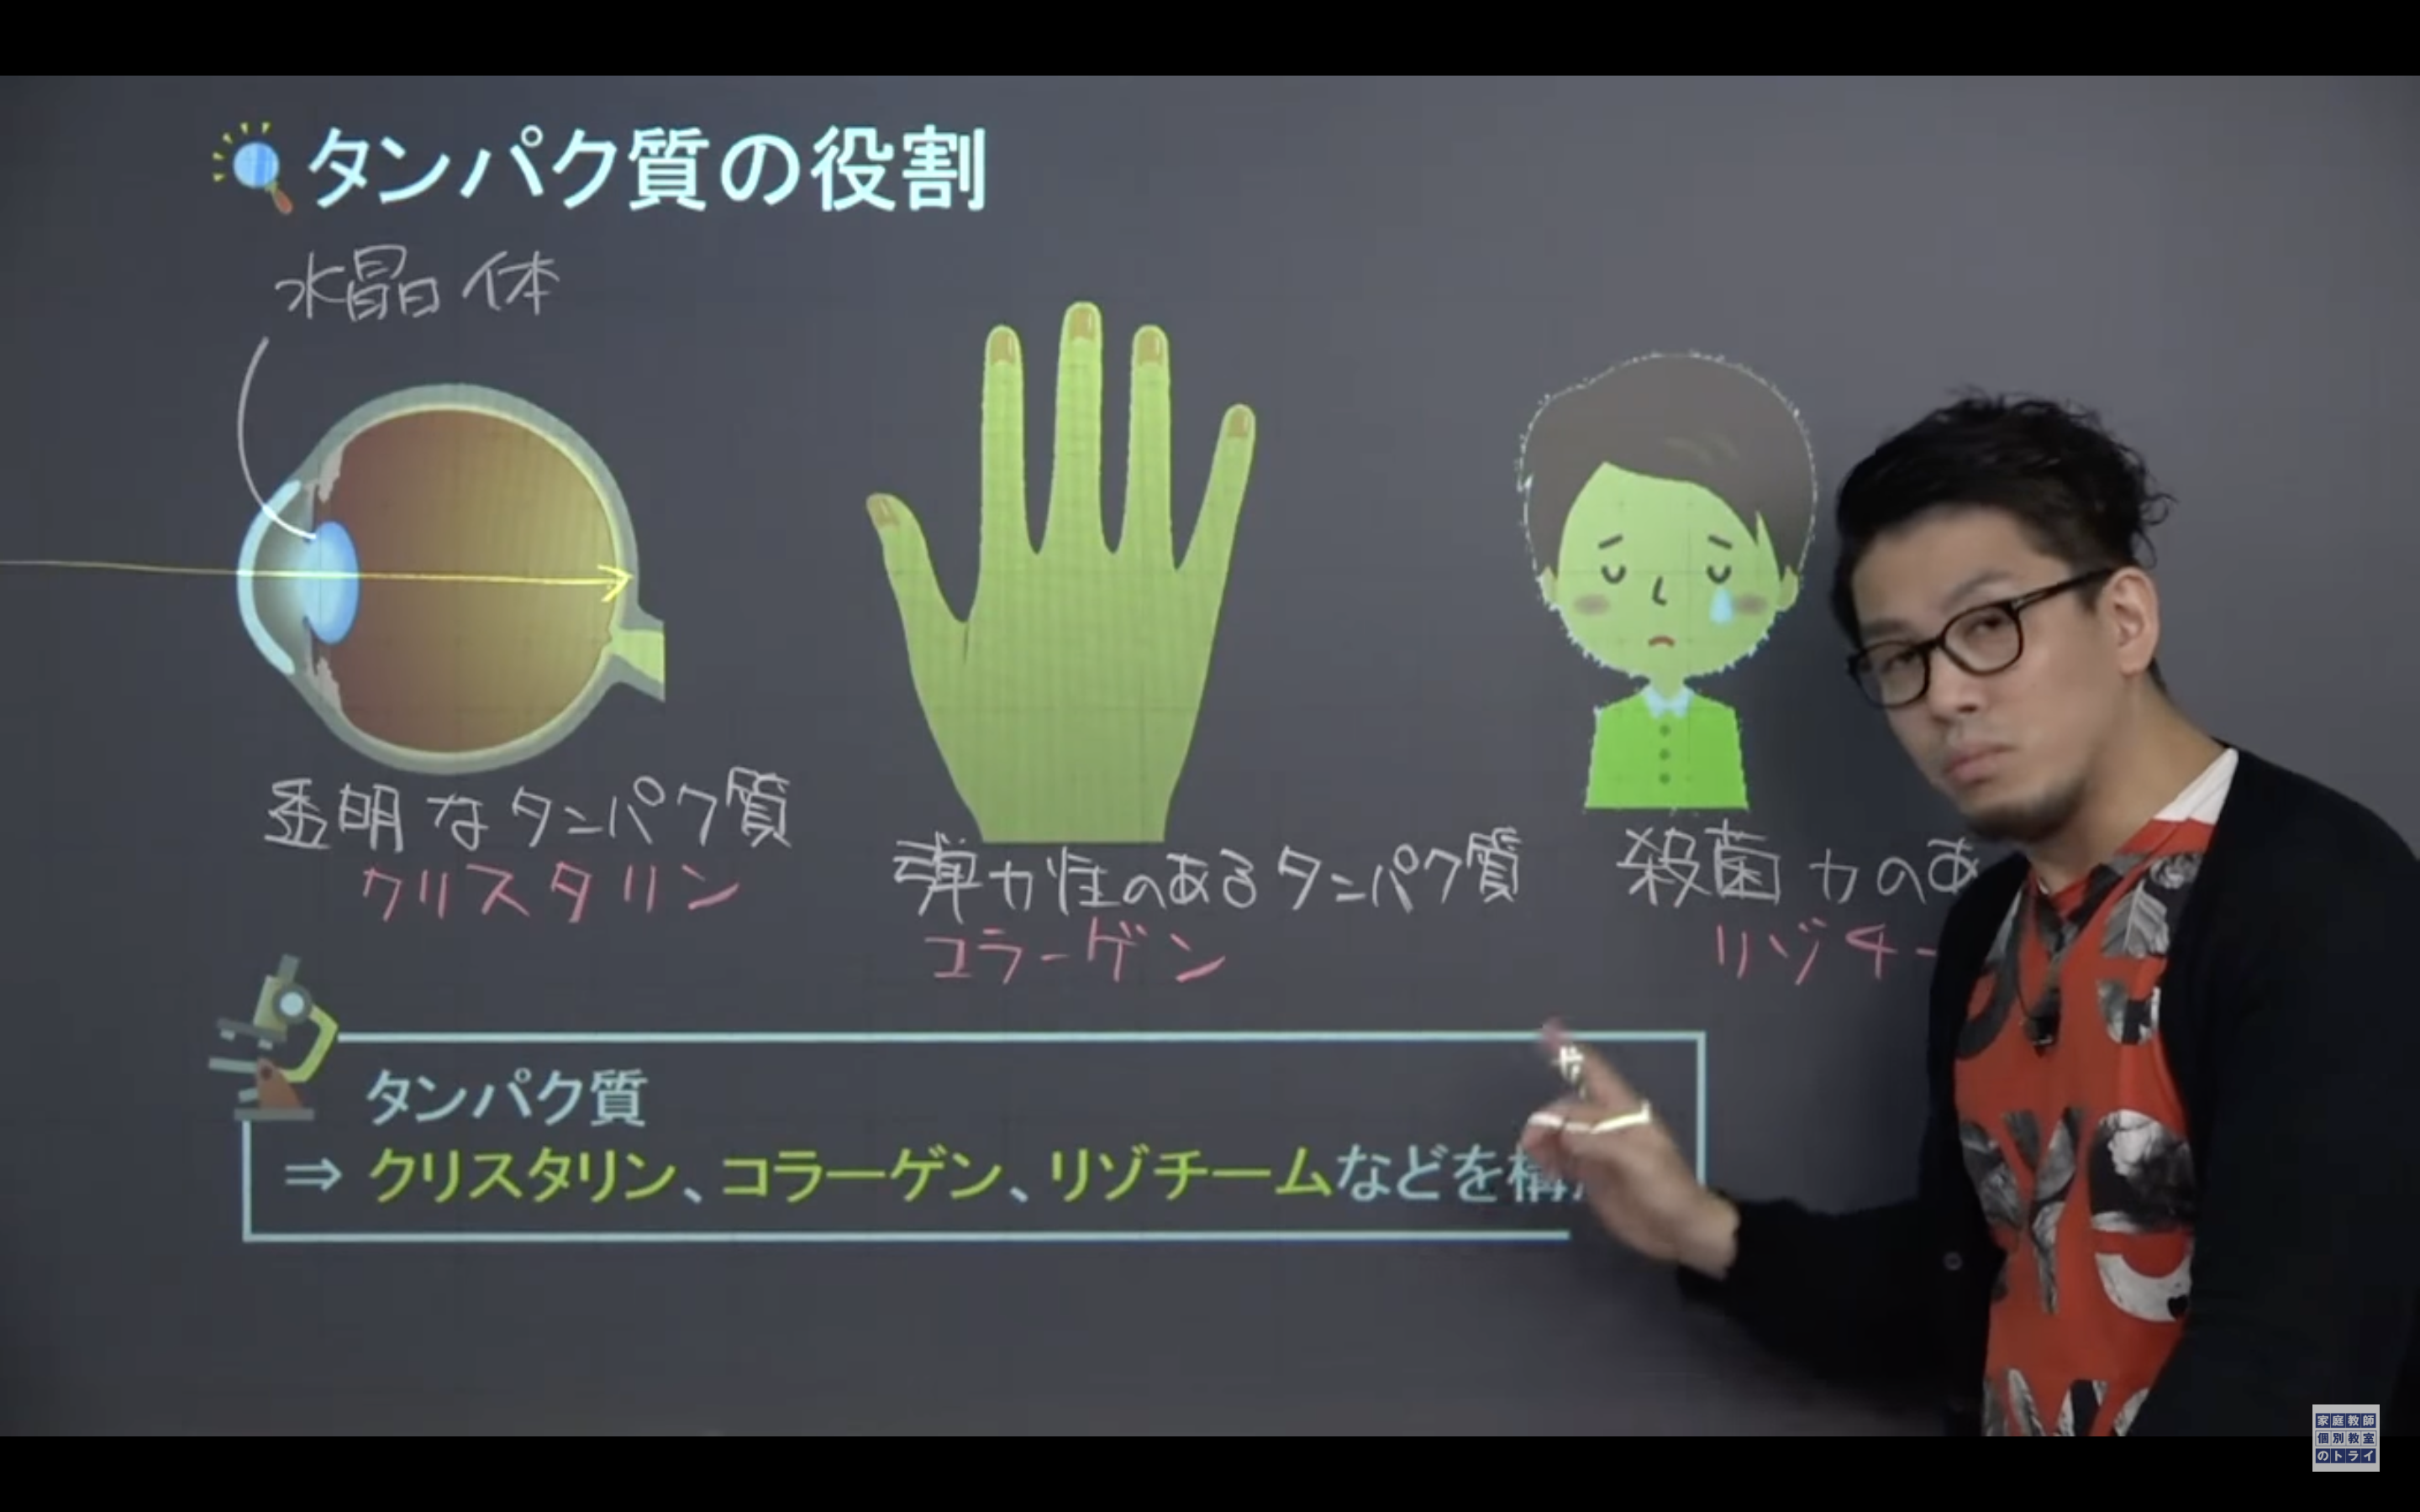 タンパク質の役割
水晶体
透明なタンパク質
クリスタリン
弾力性のあるタンパク質
コラーゲン
殺菌力のあ
リゾチー
タンパク質
⇒ クリスタリン、コラーゲン、リゾチームなどを構
家庭教師
個別教室
のトライ